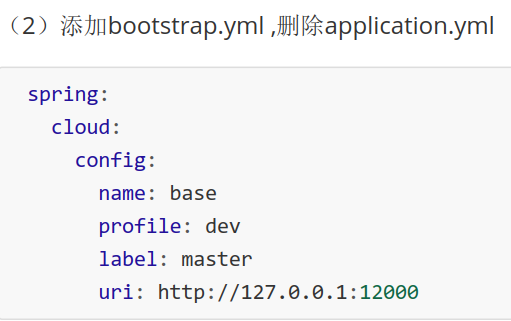 （2）添加bootstrap.yml ,删除application.yml
spring:
  cloud:
    config:
      name: base
      profile: dev
      label: master
      uri: http://127.0.0.1:12000